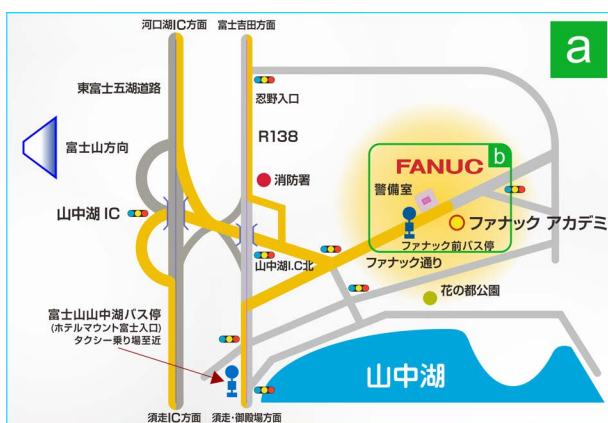 河口湖IC方面
富士吉田方面
a
東富士五湖道路
忍野入口
R138
富士山方向
FANUC
b
消防署
警備室
山中湖 IC
ファナック アカデミ
ファナック前バス停
山中湖I.C北
ファナック通り
花の都公園
富士山山中湖バス停
(ホテルマウント富士入口)
タクシー乗り場至近
山中湖
須走IC方面
須走・御殿場方面